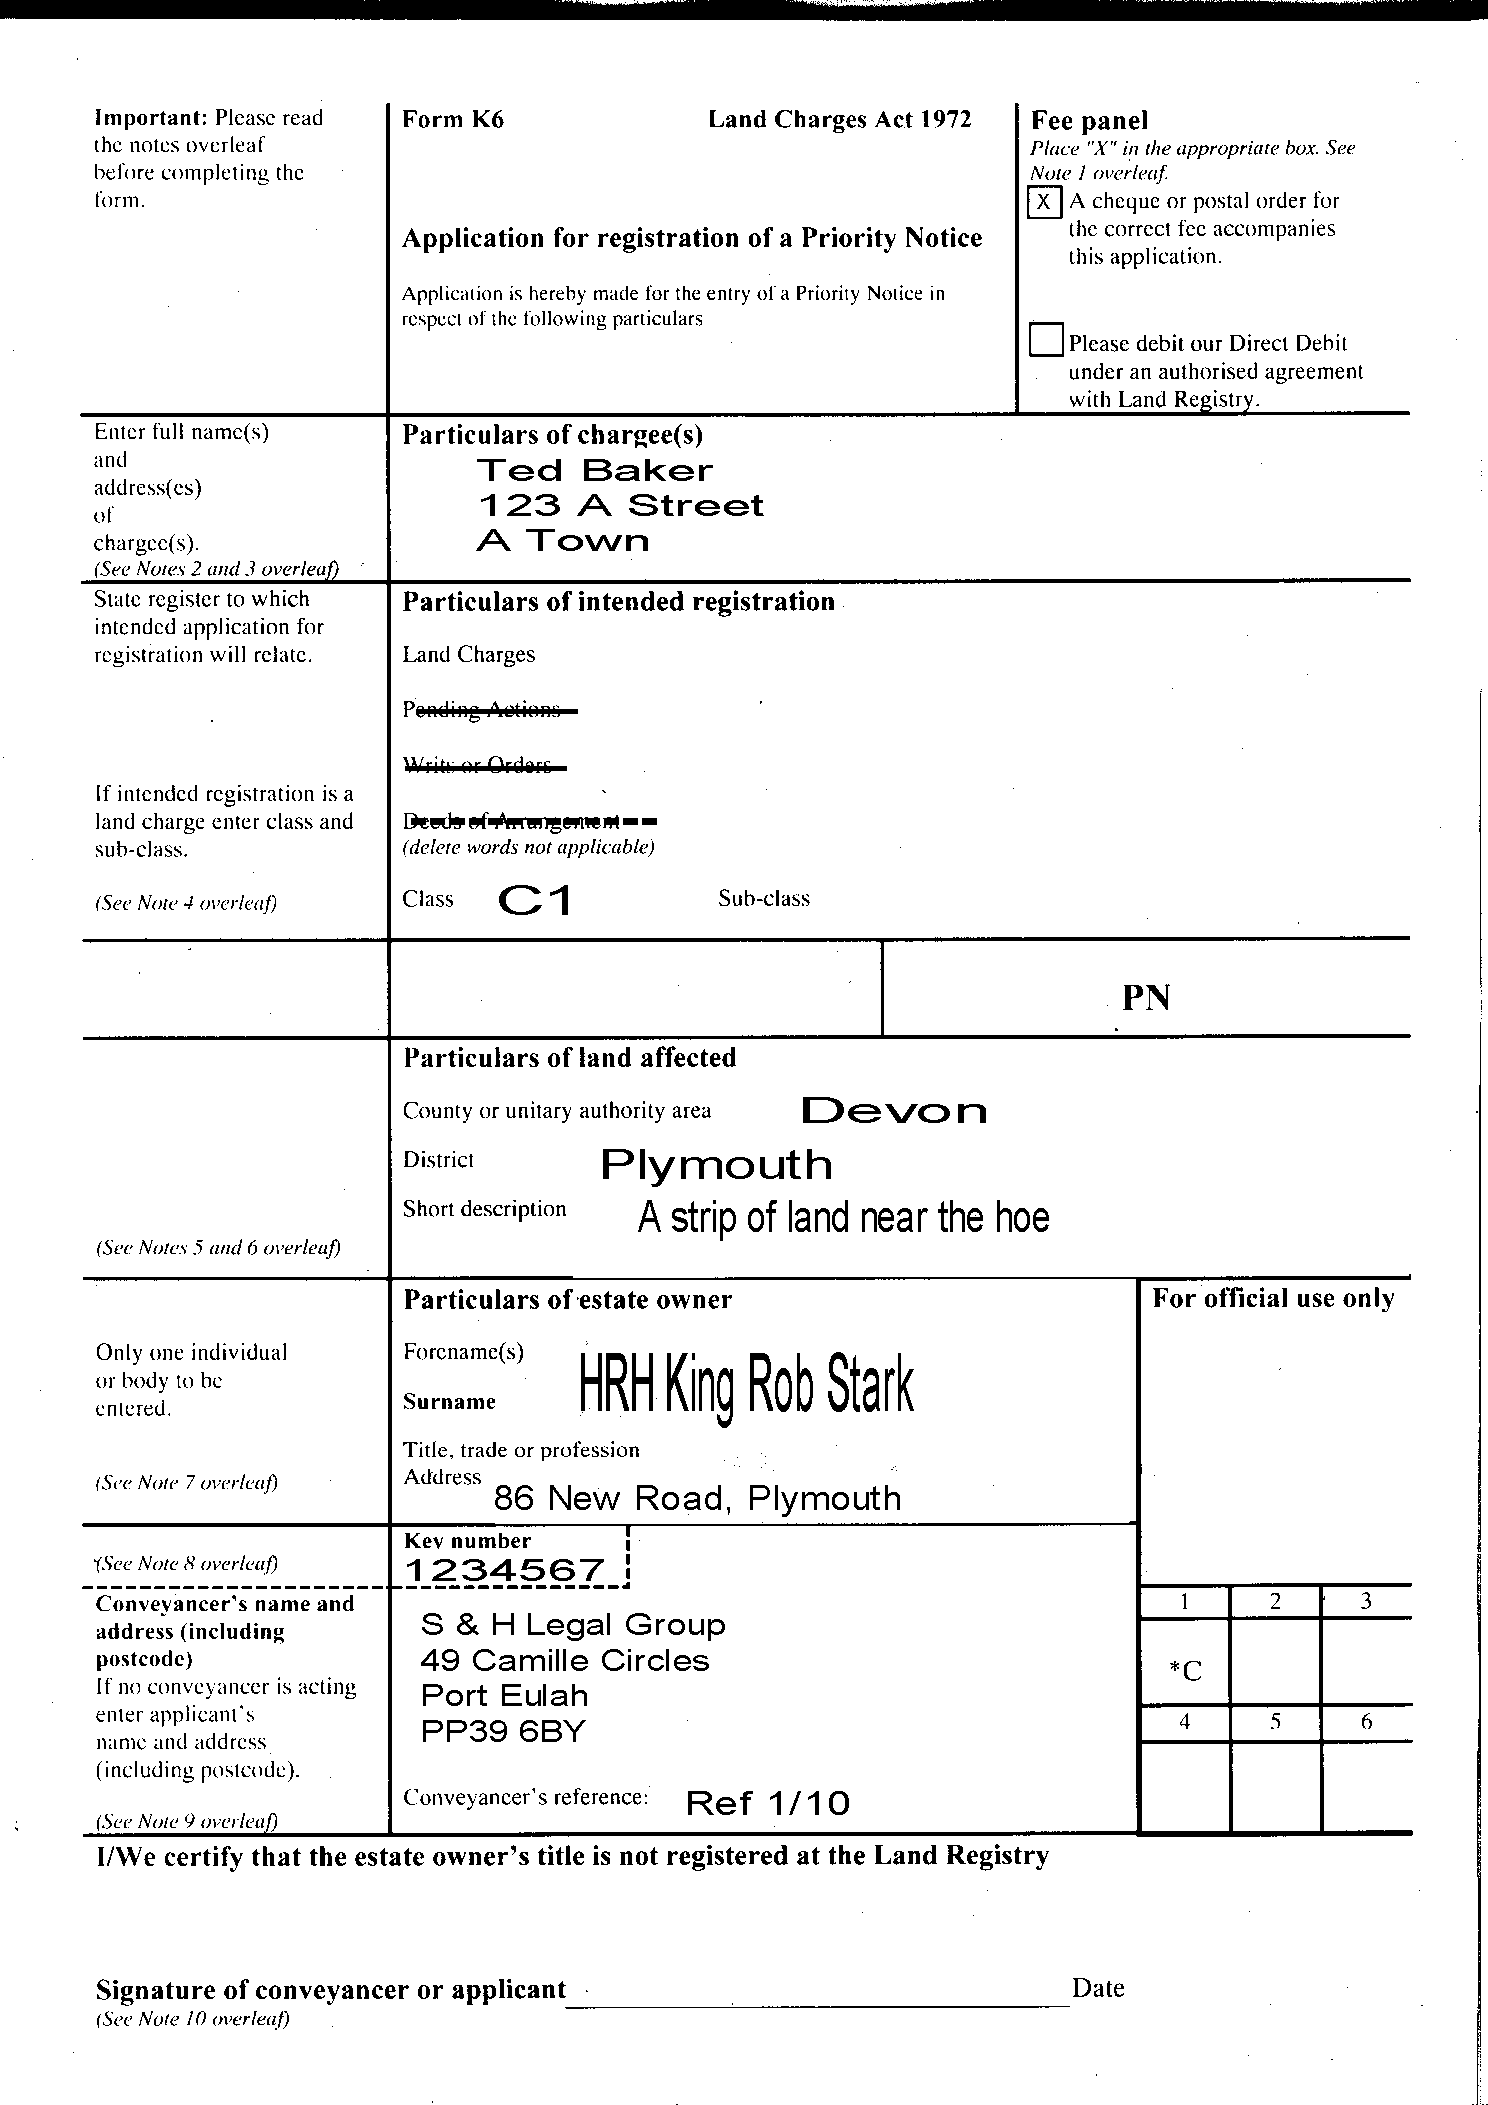 Important: Please read
the notes overleaf
before completing the
form.
Form K6
Land Charges Act 1972
Application for registration of a Priority Notice
Application is hereby made for the entry of a Priority Notice in
respect of the following particulars
Fee panel
Place "X" in the appropriate box. See
Note 1 overleaf.
X A cheque or postal order for
the correct fee accompanies
this application.
Please debit our Direct Debit
under an authorised agreement
with Land Registry.
Enter full name(s)
and
address(es)
of
chargee(s).
(See Notes 2 and 3 overleaf)
Particulars of chargee(s)
Ted Baker
123 A Street
A Town
State register to which
intended application for
registration will relate.
If intended registration is a
land charge enter class and
sub-class.
(See Note 4 overleaf)
Particulars of intended registration
Land Charges
Pending Actions
Writs or Orders
Deeds of Arrangement
(delete words not applicable)
Class C1 Sub-class
PN
Particulars of land affected
County or unitary authority area Devon
District Plymouth
Short description A strip of land near the hoe
(See Notes 5 and 6 overleaf)
Only one individual
or body to be
entered.
(See Note 7 overleaf)
Particulars of estate owner
Forename(s)
HRH King Rob Stark
Surname
Title, trade or profession
Address
86 New Road, Plymouth
For official use only
(See Note 8 overleaf)
Key number
1234567
Conveyancer's name and
address (including
postcode)
If no conveyancer is acting
enter applicant's
name and address
(including postcode).
(See Note 9 overleaf)
S & H Legal Group
49 Camille Circles
Port Eulah
PP39 6BY
Conveyancer's reference: Ref 1/10
1 2 3
*C
4 5 6
I/We certify that the estate owner's title is not registered at the Land Registry
Signature of conveyancer or applicant
Date
(See Note 10 overleaf)